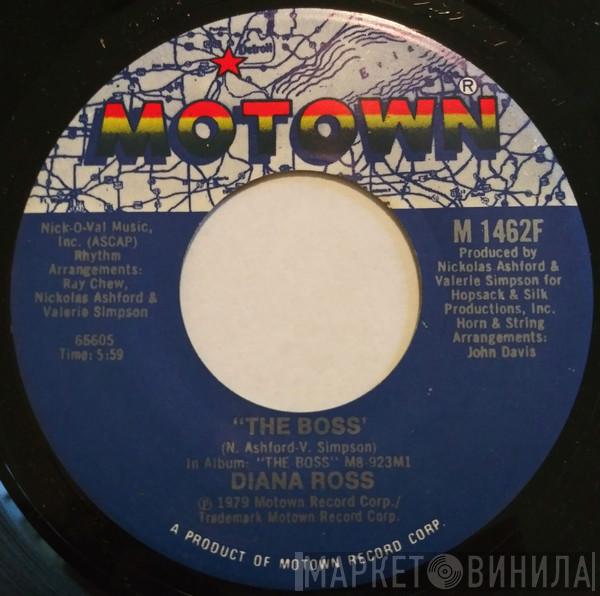 Detroit
MOTOWN®
Nick-O-Val Music,
Inc. (ASCAP)
Rhythm
Arrangements:
Ray Chew,
Nickolas Ashford &
Valerie Simpson
65605
Time: 5:59
M 1462F
Produced by
Nickolas Ashford &
Valerie Simpson for
Hopsack & Silk
Productions, Inc.
Horn & String
Arrangements:
John Davis
"THE BOSS'
(N. Ashford-V. Simpson)
In Album: "THE BOSS" M8-923M1
DIANA ROSS
℗ 1979 Motown Record Corp./
Trademark Motown Record Corp.
A PRODUCT OF MOTOWN RECORD CORP.
МАРКЕТ ВИНИЛА